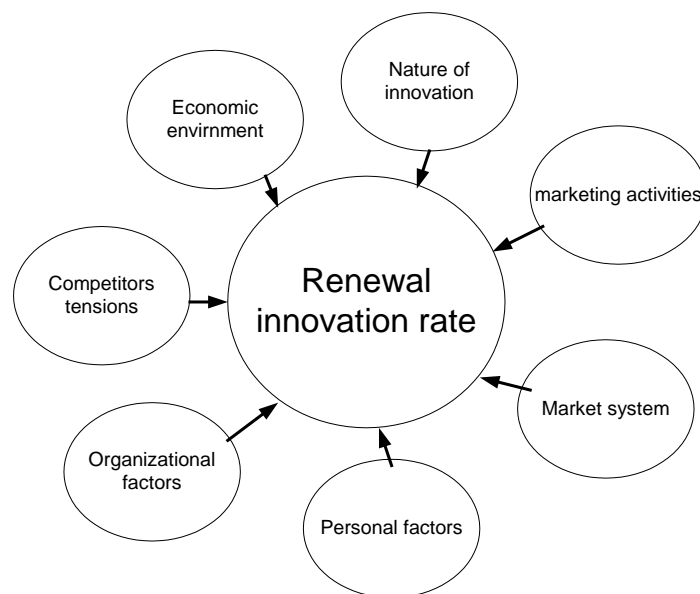 Nature of
innovation
Economic
envirnment
marketing activities
Competitors
tensions
Renewal
innovation rate
Market system
Organizational
factors
Personal factors